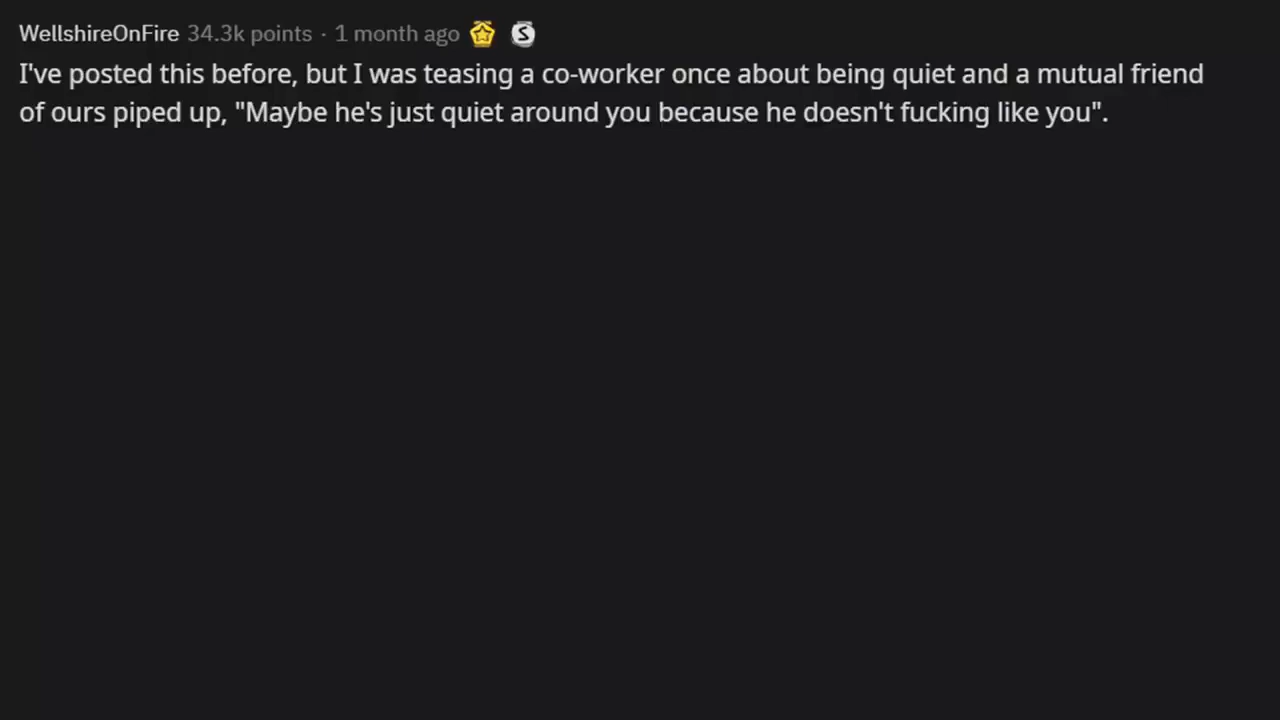 WellshireOnFire 34.3k points · 1 month ago
I've posted this before, but I was teasing a co-worker once about being quiet and a mutual friend
of ours piped up, "Maybe he's just quiet around you because he doesn't fucking like you".